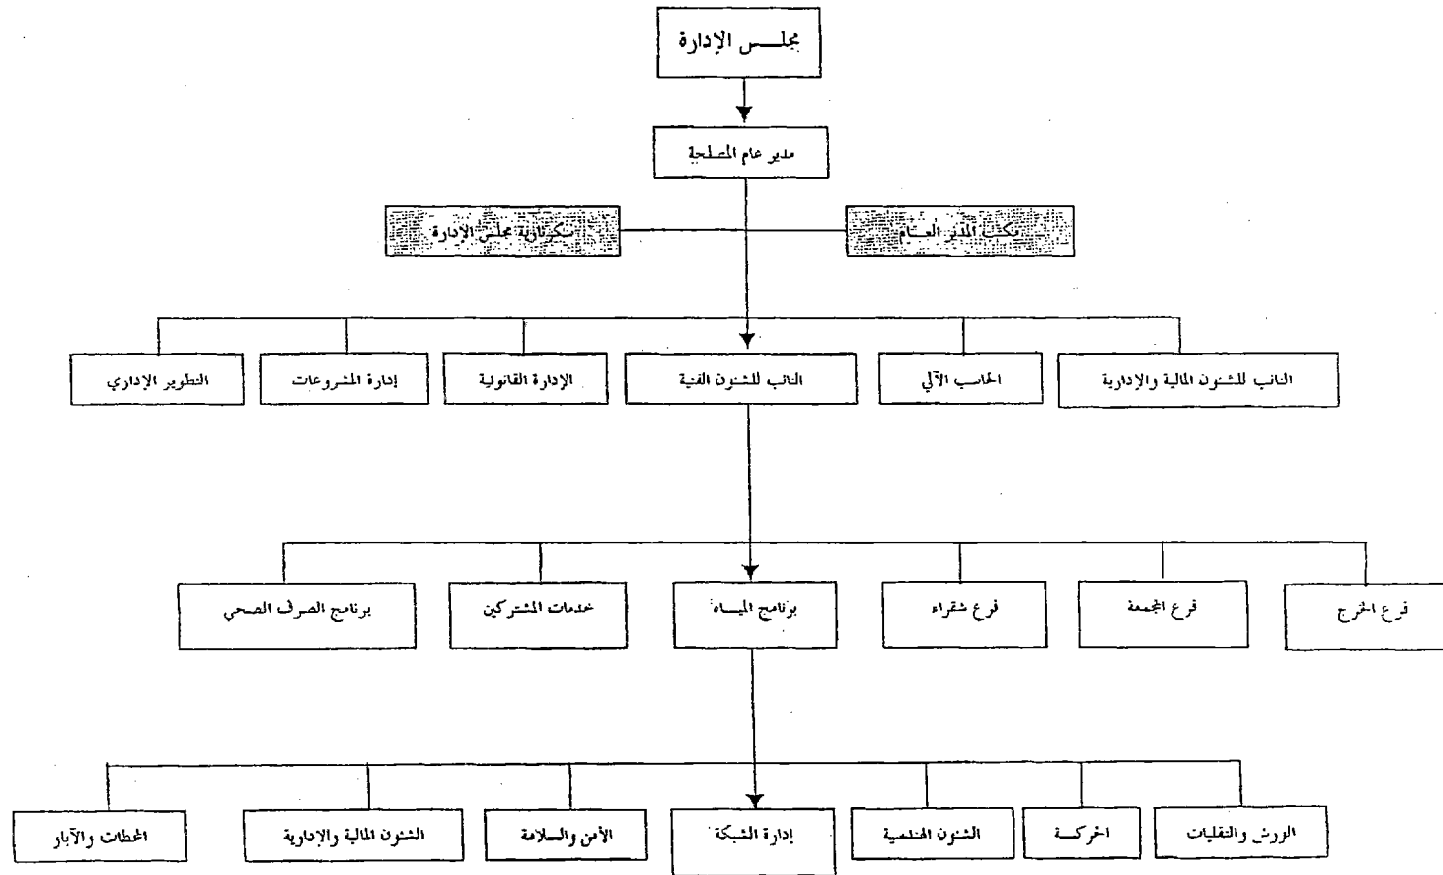 مجلس الإدارة
مدير عام المصلحة
مكتب المدير العام
سكرتارية مجلس الإدارة
النائب للشئون المالية والإدارية
الحاسب الآلي
النائب للشئون الفنية
الإدارة القانونية
إدارة المشروعات
التطوير الإداري
فرع الخرج
فرع المجمعة
فرع شقراء
برنامج المياه
خدمات المشتركين
برنامج الصرف الصحي
الورش والنقليات
الحركة
الشئون الهندسية
إدارة الشبكة
الأمن والسلامة
الشئون المالية والإدارية
المحطات والآبار